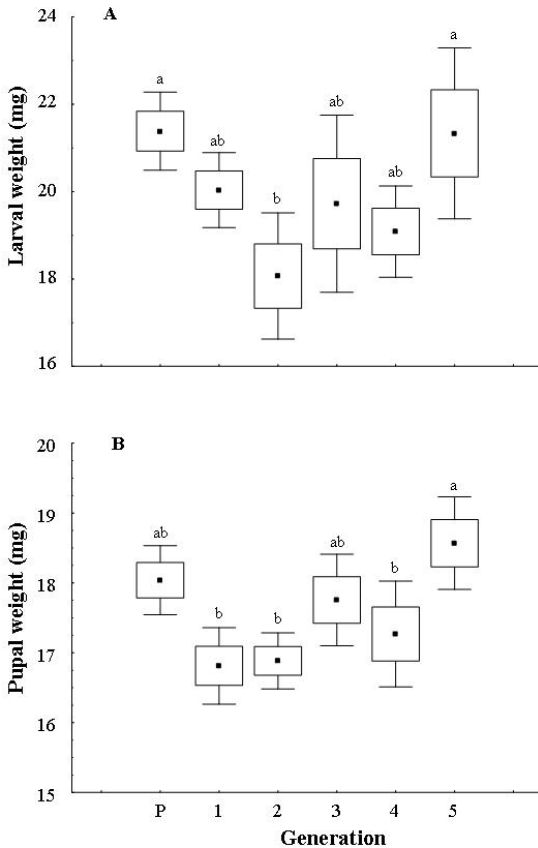 A
24
22
20
18
16
Larval weight (mg)
a
ab
b
ab
ab
a
B
20
19
18
17
16
15
Pupal weight (mg)
ab
b
b
ab
b
a
P 1 2 3 4 5
Generation